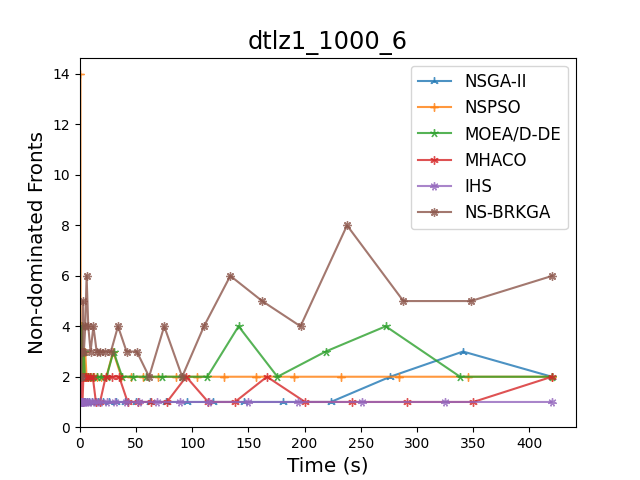 dtlz1_1000_6
Non-dominated Fronts
14
12
10
8
6
4
2
0
NSGA-II
NSPSO
MOEA/D-DE
MHACO
IHS
NS-BRKGA
0 50 100 150 200 250 300 350 400
Time (s)